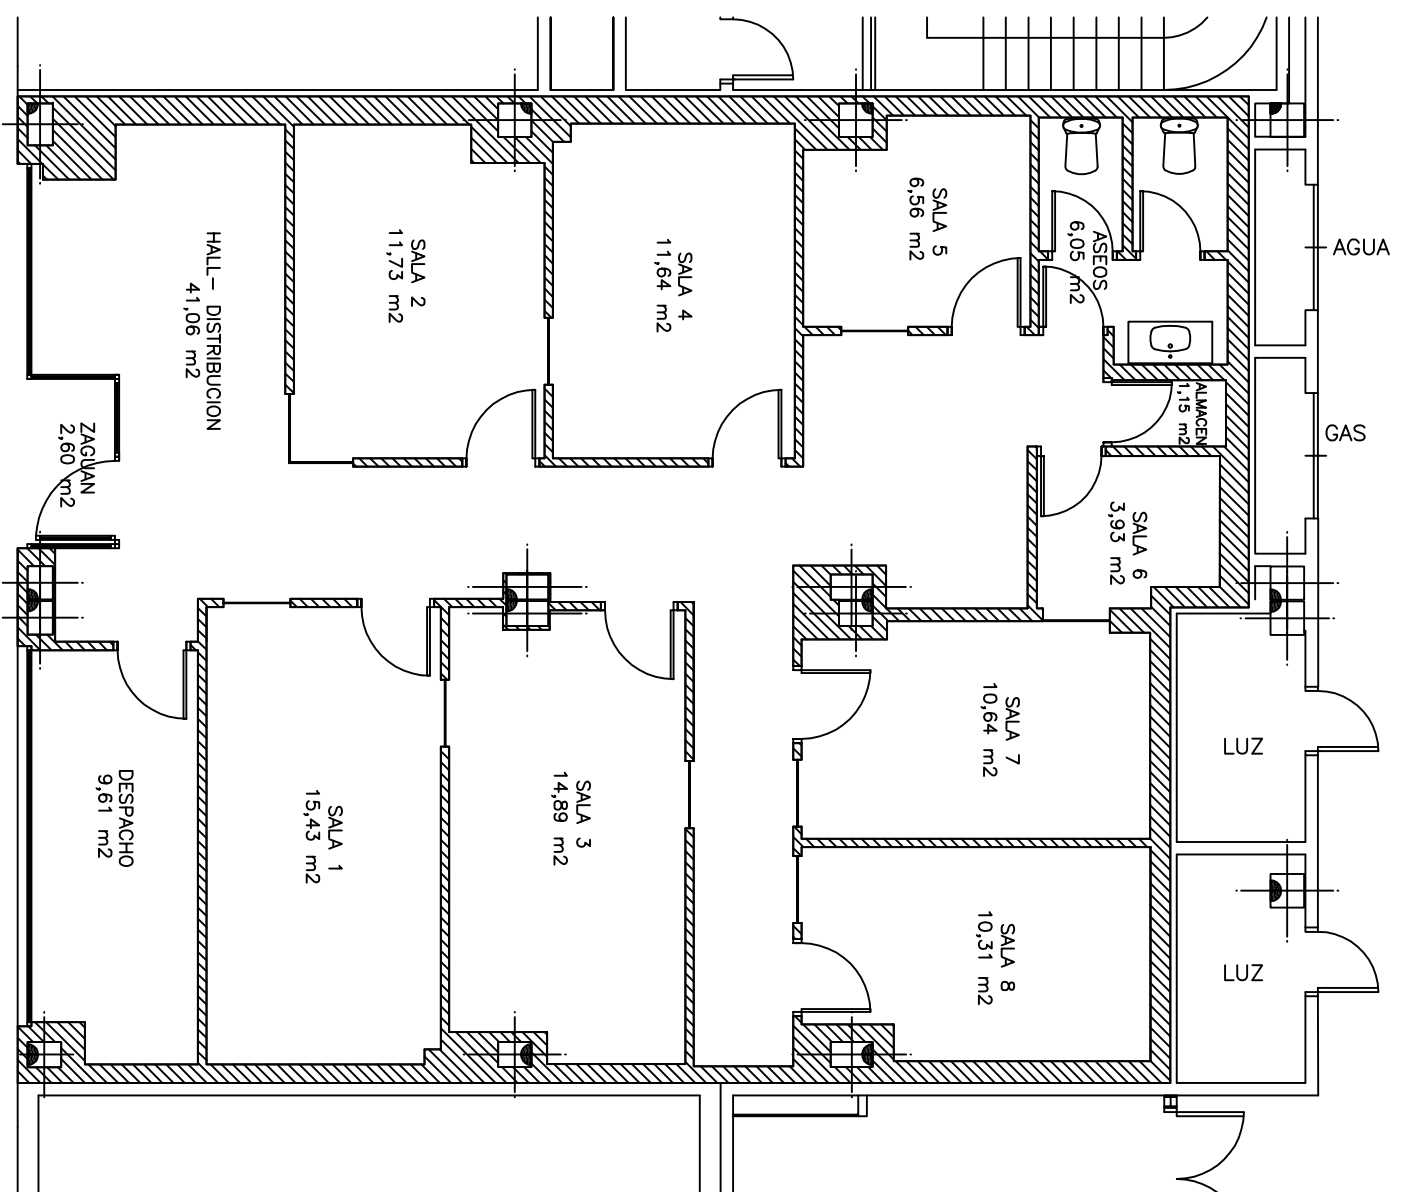 HALL- DISTRIBUCION
41,06 m2
SALA 2
11,73 m2
SALA 4
11,64 m2
SALA 5
6,56 m2
ASEOS
6,05 m2
AGUA
ZAGUAN
2,60 m2
ALMACEN
1,15 m2
GAS
SALA 6
3,93 m2
DESPACHO
9,61 m2
SALA 1
15,43 m2
SALA 3
14,89 m2
SALA 7
10,64 m2
LUZ
SALA 8
10,31 m2
LUZ